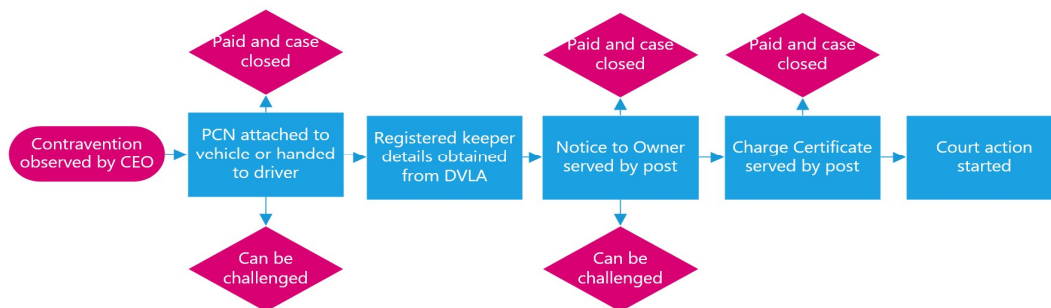 Paid and case
closed
Paid and case
closed
Paid and case
closed
Contravention
observed by CEO
PCN attached to
vehicle or handed
to driver
Registered keeper
details obtained
from DVLA
Notice to Owner
served by post
Charge Certificate
served by post
Court action
started
Can be
challenged
Can be
challenged